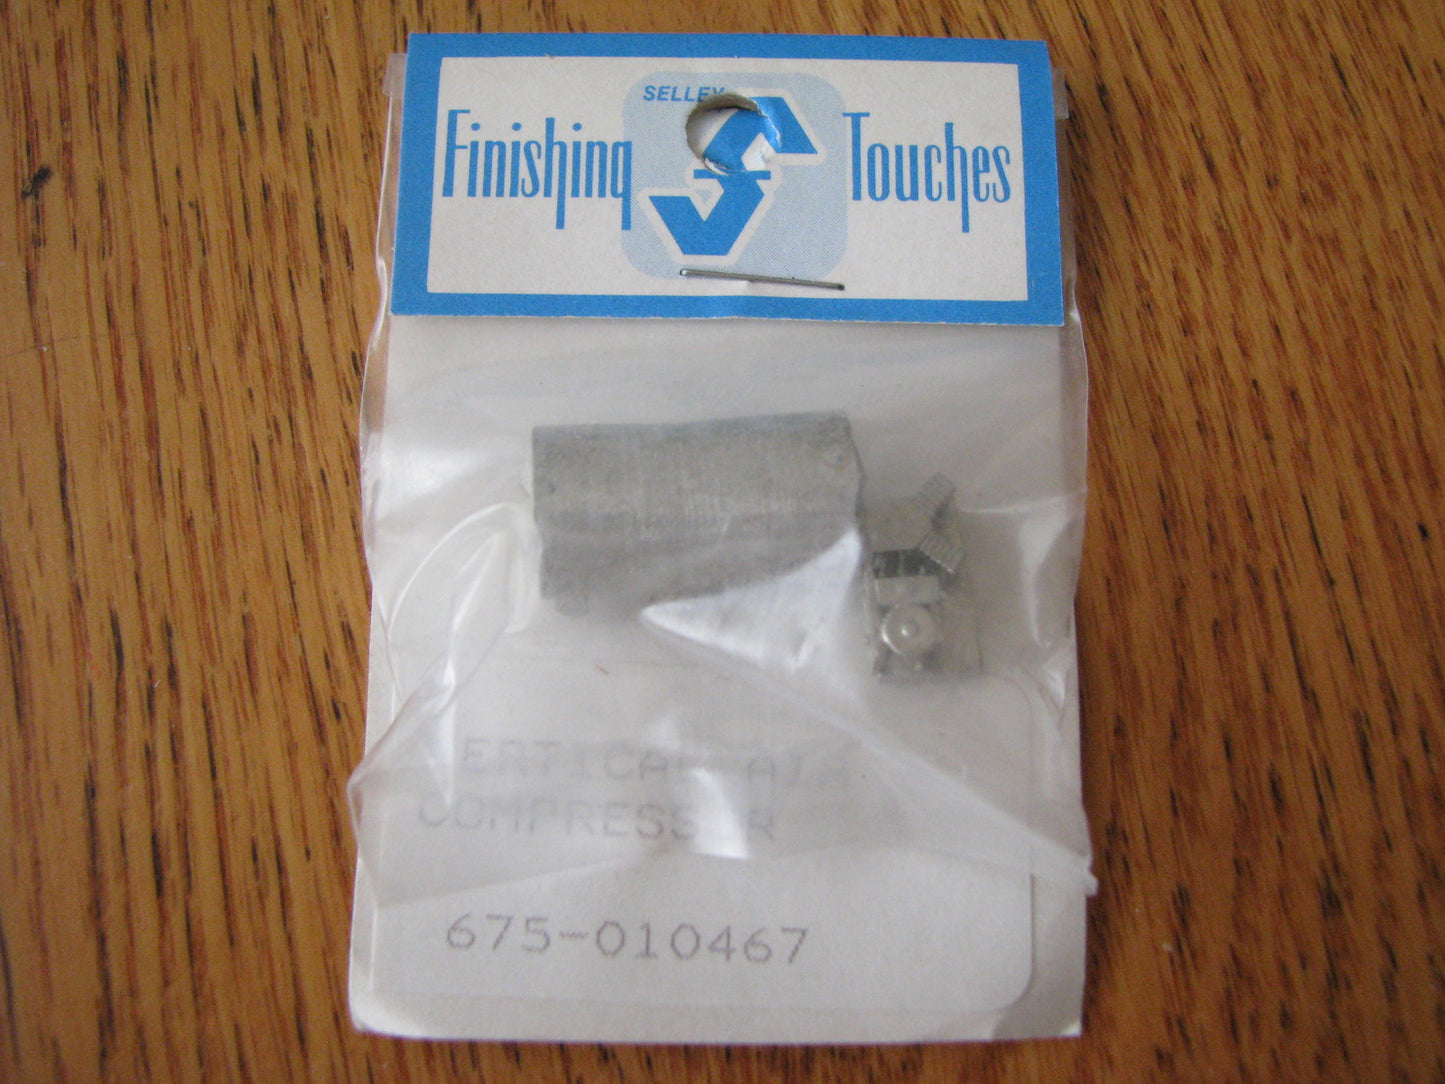 SELLEY
Finishing Touches
VERTICAL AIR
COMPRESSOR
675-010467